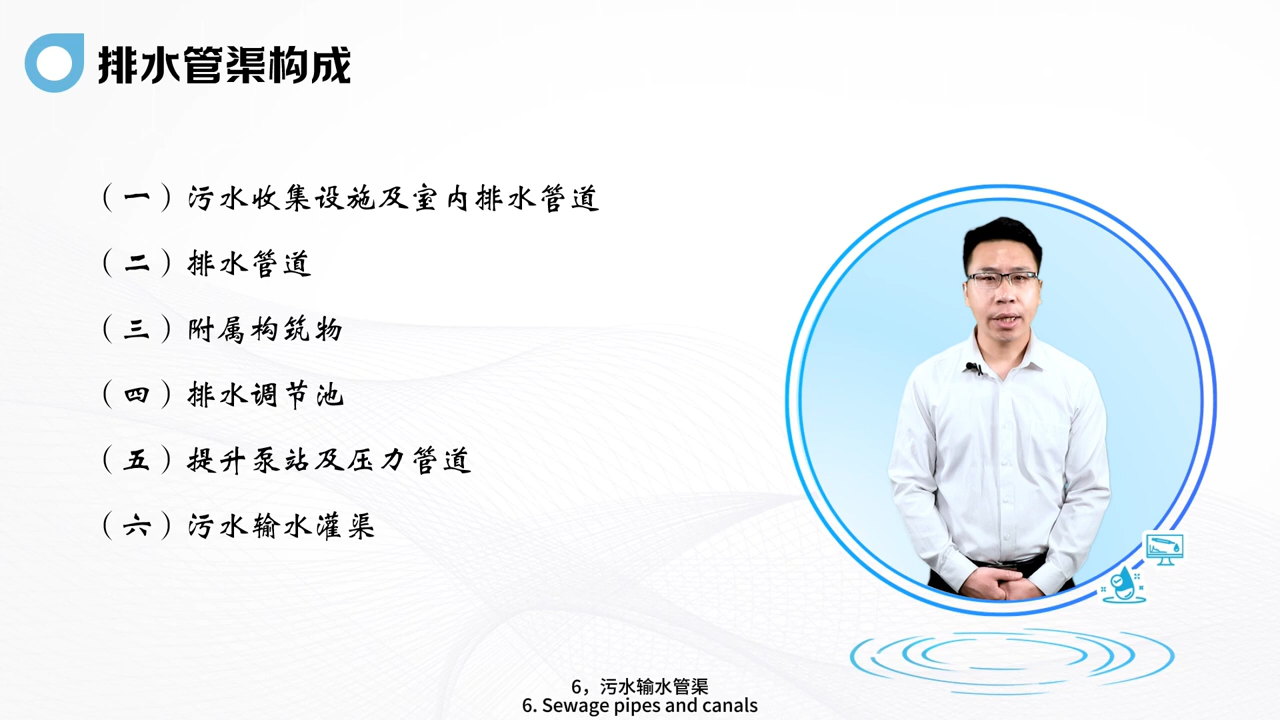 排水管渠构成
（一）污水收集设施及室内排水管道
（二）排水管道
（三）附属构筑物
（四）排水调节池
（五）提升泵站及压力管道
（六）污水输水灌渠
6，污水输水管渠
6. Sewage pipes and canals